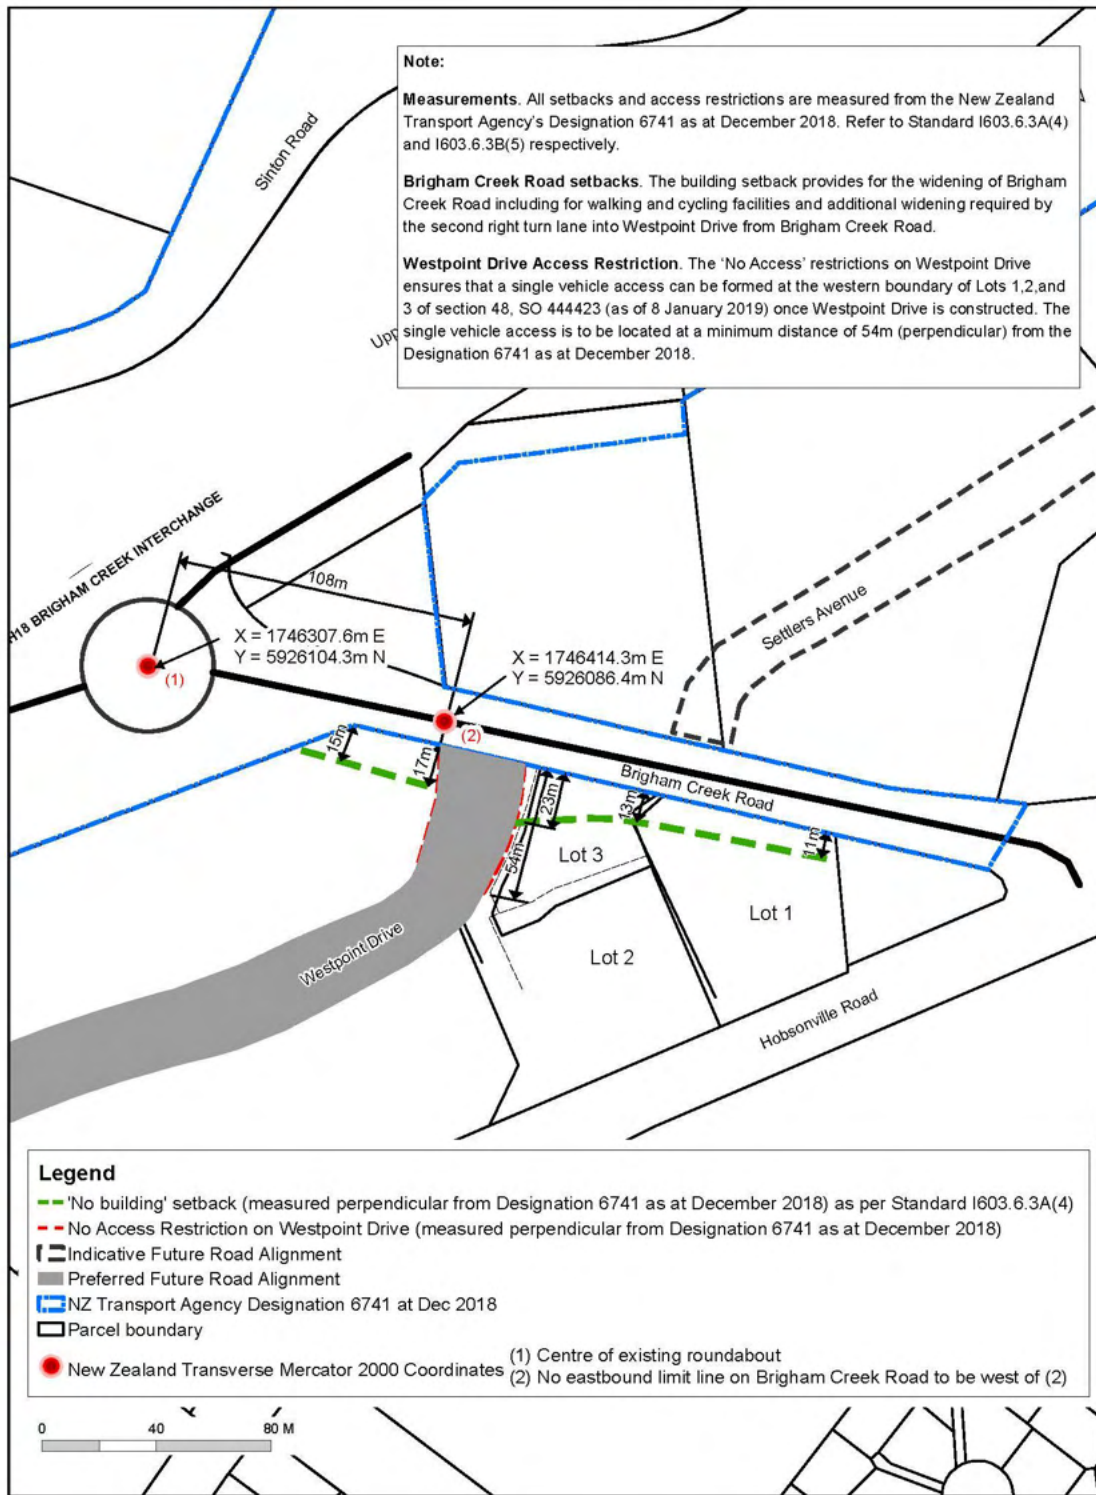 Note:
Measurements. All setbacks and access restrictions are measured from the New Zealand
Transport Agency's Designation 6741 as at December 2018. Refer to Standard I603.6.3A(4)
and I603.6.3B(5) respectively.
Brigham Creek Road setbacks. The building setback provides for the widening of Brigham
Creek Road including for walking and cycling facilities and additional widening required by
the second right turn lane into Westpoint Drive from Brigham Creek Road.
Westpoint Drive Access Restriction. The 'No Access' restrictions on Westpoint Drive
ensures that a single vehicle access can be formed at the western boundary of Lots 1,2,and
3 of section 48, SO 444423 (as of 8 January 2019) once Westpoint Drive is constructed. The
single vehicle access is to be located at a minimum distance of 54m (perpendicular) from the
Designation 6741 as at December 2018.
Sinton Road
Upp
H18 BRIGHAM CREEK INTERCHANGE
108m
X = 1746307.6m E
Y = 5926104.3m N
(1)
X = 1746414.3m E
Y = 5926086.4m N
(2)
Settlers Avenue
15m
17m
Brigham Creek Road
23m
13m
11m
54m
Lot 3
Lot 1
Lot 2
Westpoint Drive
Hobsonville Road
Legend
'No building' setback (measured perpendicular from Designation 6741 as at December 2018) as per Standard I603.6.3A(4)
No Access Restriction on Westpoint Drive (measured perpendicular from Designation 6741 as at December 2018)
Indicative Future Road Alignment
Preferred Future Road Alignment
NZ Transport Agency Designation 6741 at Dec 2018
Parcel boundary
New Zealand Transverse Mercator 2000 Coordinates
(1) Centre of existing roundabout
(2) No eastbound limit line on Brigham Creek Road to be west of (2)
0 40 80 M